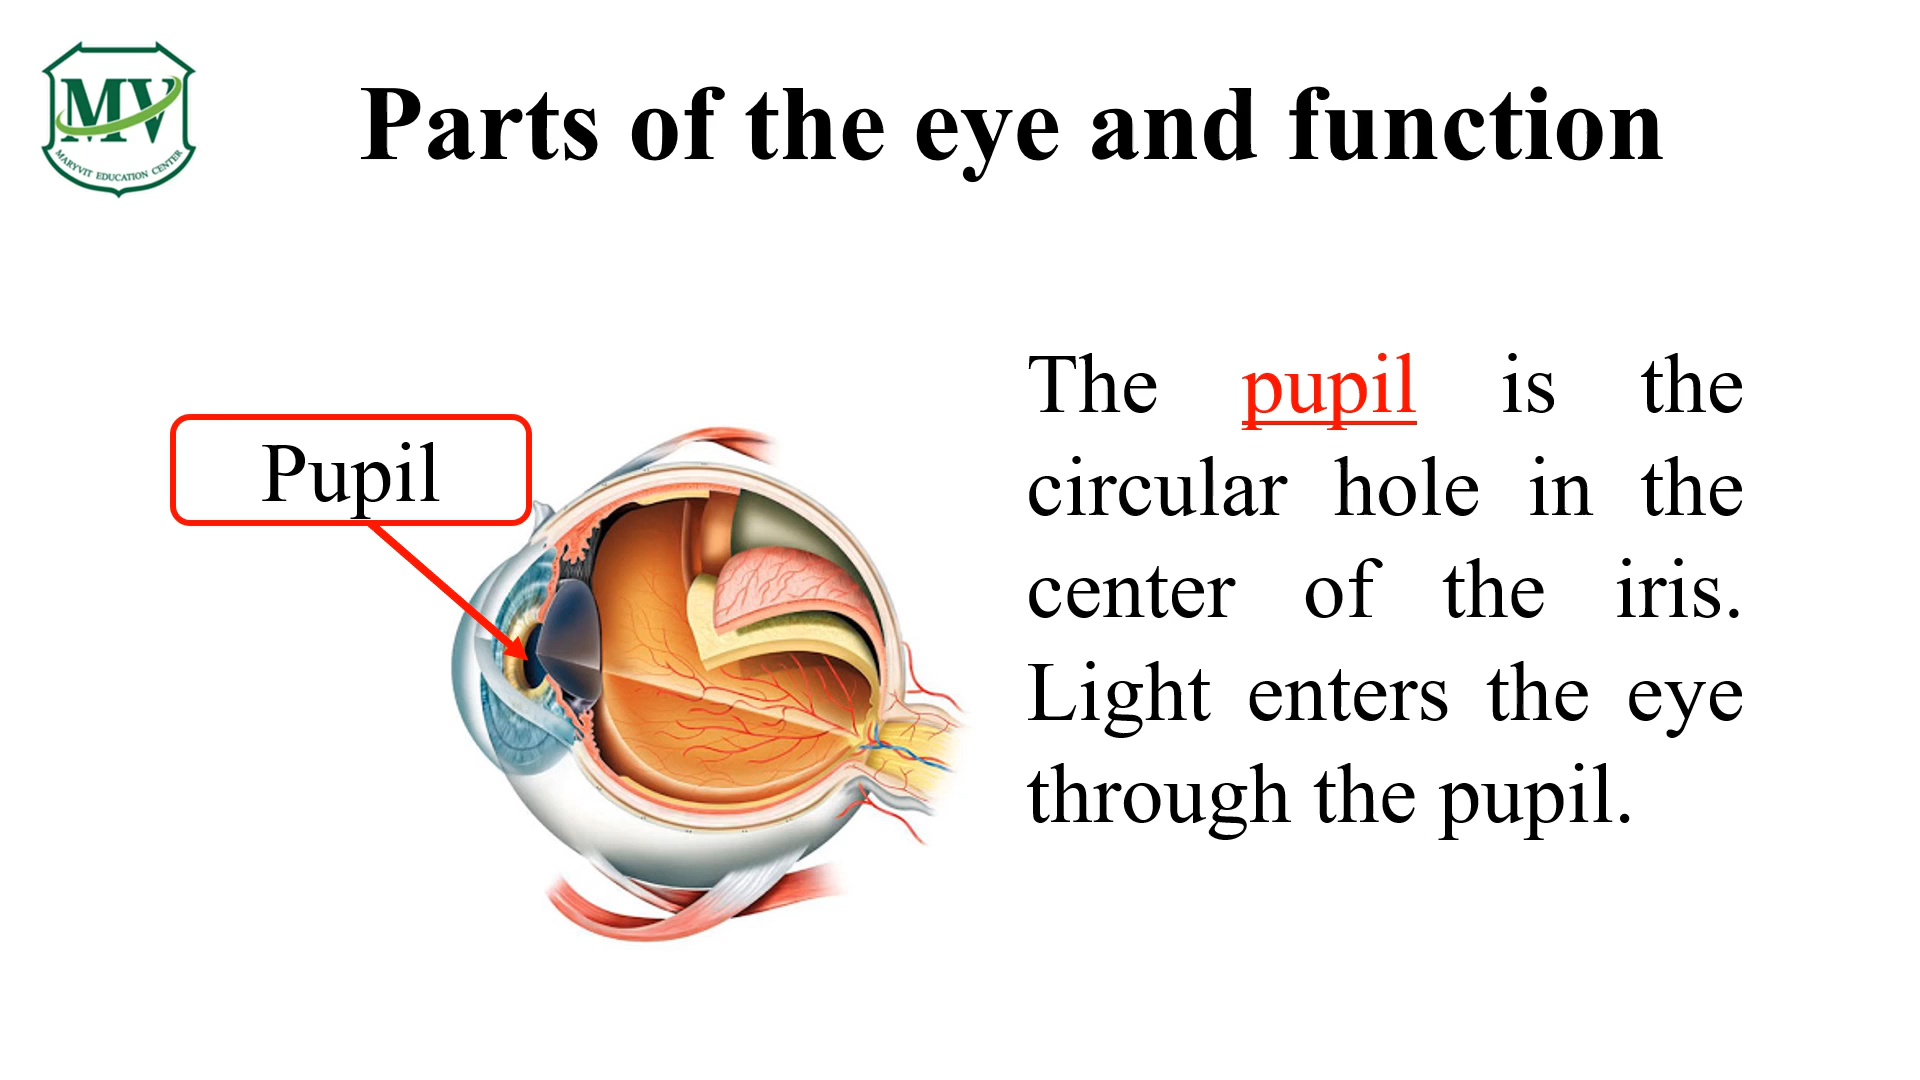 MV
MARYVIT EDUCATION CENTER
Parts of the eye and function
Pupil
The pupil is the
circular hole in the
center of the iris.
Light enters the eye
through the pupil.